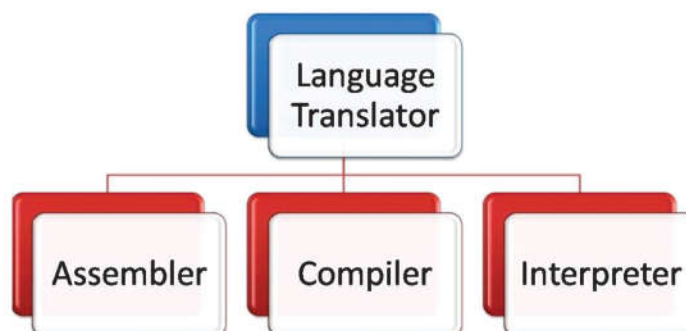 Language
Translator
Assembler
Compiler
Interpreter